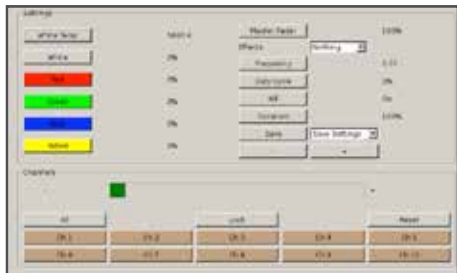 Settings
White Temp
Master Fader 100%
White 0%
Effects Nothing
Red 0%
Frequency
Green 0%
Duty Cycle 0%
Blue 0%
Yellow 0%
Duration 100%
Save Save Settings
- +
Channels
- +
All Lock Reset
Ch 1 Ch 2 Ch 3 Ch 4 Ch 5
Ch 6 Ch 7 Ch 8 Ch 9 Ch 10